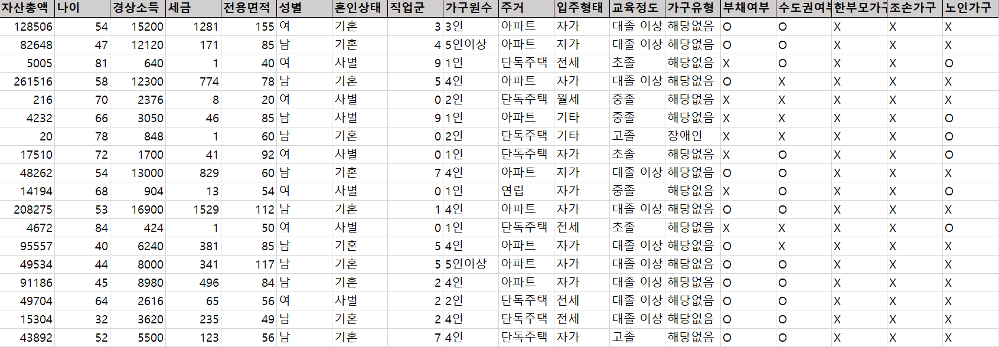 자산총액 나이 경상소득 세금 전용면적 성별 혼인상태 직업군 가구원수 주거 입주형태 교육정도 가구유형 부채여부 수도권여부 한부모가구 조손가구 노인가구
128506 54 15200 1281 155 여 기혼 3 3인 아파트 자가 대졸 이상 해당없음 O O X X X
82648 47 12120 171 85 남 기혼 4 5인이상 아파트 자가 대졸 이상 해당없음 O O X X X
5005 81 640 1 40 여 사별 9 1인 단독주택 전세 초졸 해당없음 X O X X O
261516 58 12300 774 78 남 기혼 5 4인 아파트 자가 대졸 이상 해당없음 O X X X X
216 70 2376 8 20 여 사별 0 2인 단독주택 월세 중졸 해당없음 X X X X X
4232 66 3050 46 85 남 사별 9 1인 아파트 기타 중졸 해당없음 X X X X O
20 78 848 1 60 남 기혼 0 2인 단독주택 기타 고졸 장애인 X X X X O
17510 72 1700 41 92 여 사별 0 1인 단독주택 자가 초졸 해당없음 X O X X O
48262 54 13000 829 60 남 기혼 7 4인 아파트 자가 대졸 이상 해당없음 O O X X X
14194 68 904 13 54 여 사별 0 1인 연립 자가 중졸 해당없음 X O X X O
208275 53 16900 1529 112 남 기혼 1 4인 아파트 자가 대졸 이상 해당없음 O O X X X
4672 84 424 1 50 여 사별 0 1인 단독주택 전세 초졸 해당없음 X X X X O
95557 40 6240 381 85 남 기혼 5 4인 아파트 자가 대졸 이상 해당없음 O X X X X
49534 44 8000 341 117 남 기혼 5 5인이상 아파트 자가 대졸 이상 해당없음 O O X X X
91186 45 8980 496 84 남 기혼 2 4인 아파트 자가 대졸 이상 해당없음 O O X X X
49704 64 2616 65 56 여 사별 2 2인 단독주택 전세 대졸 이상 해당없음 O O X X X
15304 32 3620 235 49 남 기혼 2 4인 단독주택 전세 대졸 이상 해당없음 O O X X X
43892 52 5500 123 56 남 기혼 7 4인 단독주택 자가 고졸 해당없음 O O X X X